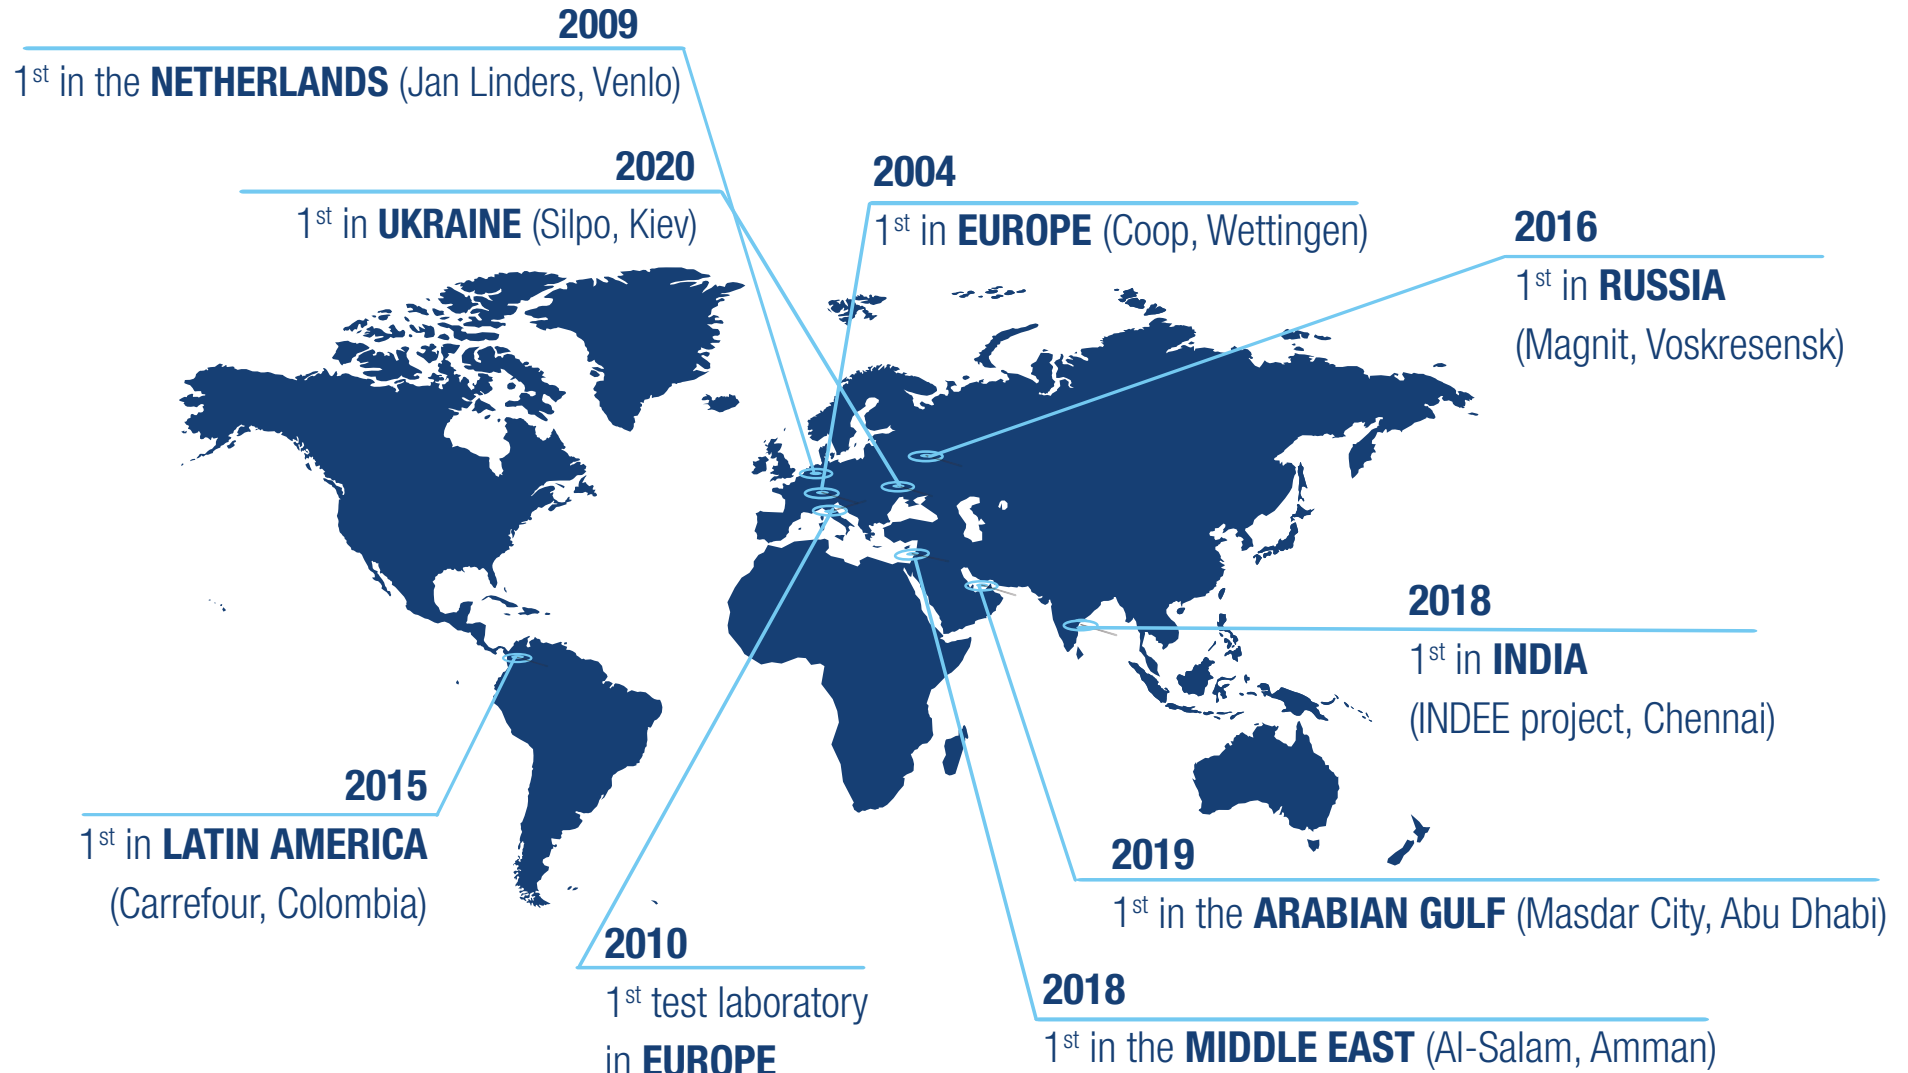 2009
1st in the NETHERLANDS (Jan Linders, Venlo)
2020
1st in UKRAINE (Silpo, Kiev)
2004
1st in EUROPE (Coop, Wettingen)
2016
1st in RUSSIA
(Magnit, Voskresensk)
2018
1st in INDIA
(INDEE project, Chennai)
2015
1st in LATIN AMERICA
(Carrefour, Colombia)
2019
1st in the ARABIAN GULF (Masdar City, Abu Dhabi)
2010
1st test laboratory
in EUROPE
2018
1st in the MIDDLE EAST (Al-Salam, Amman)